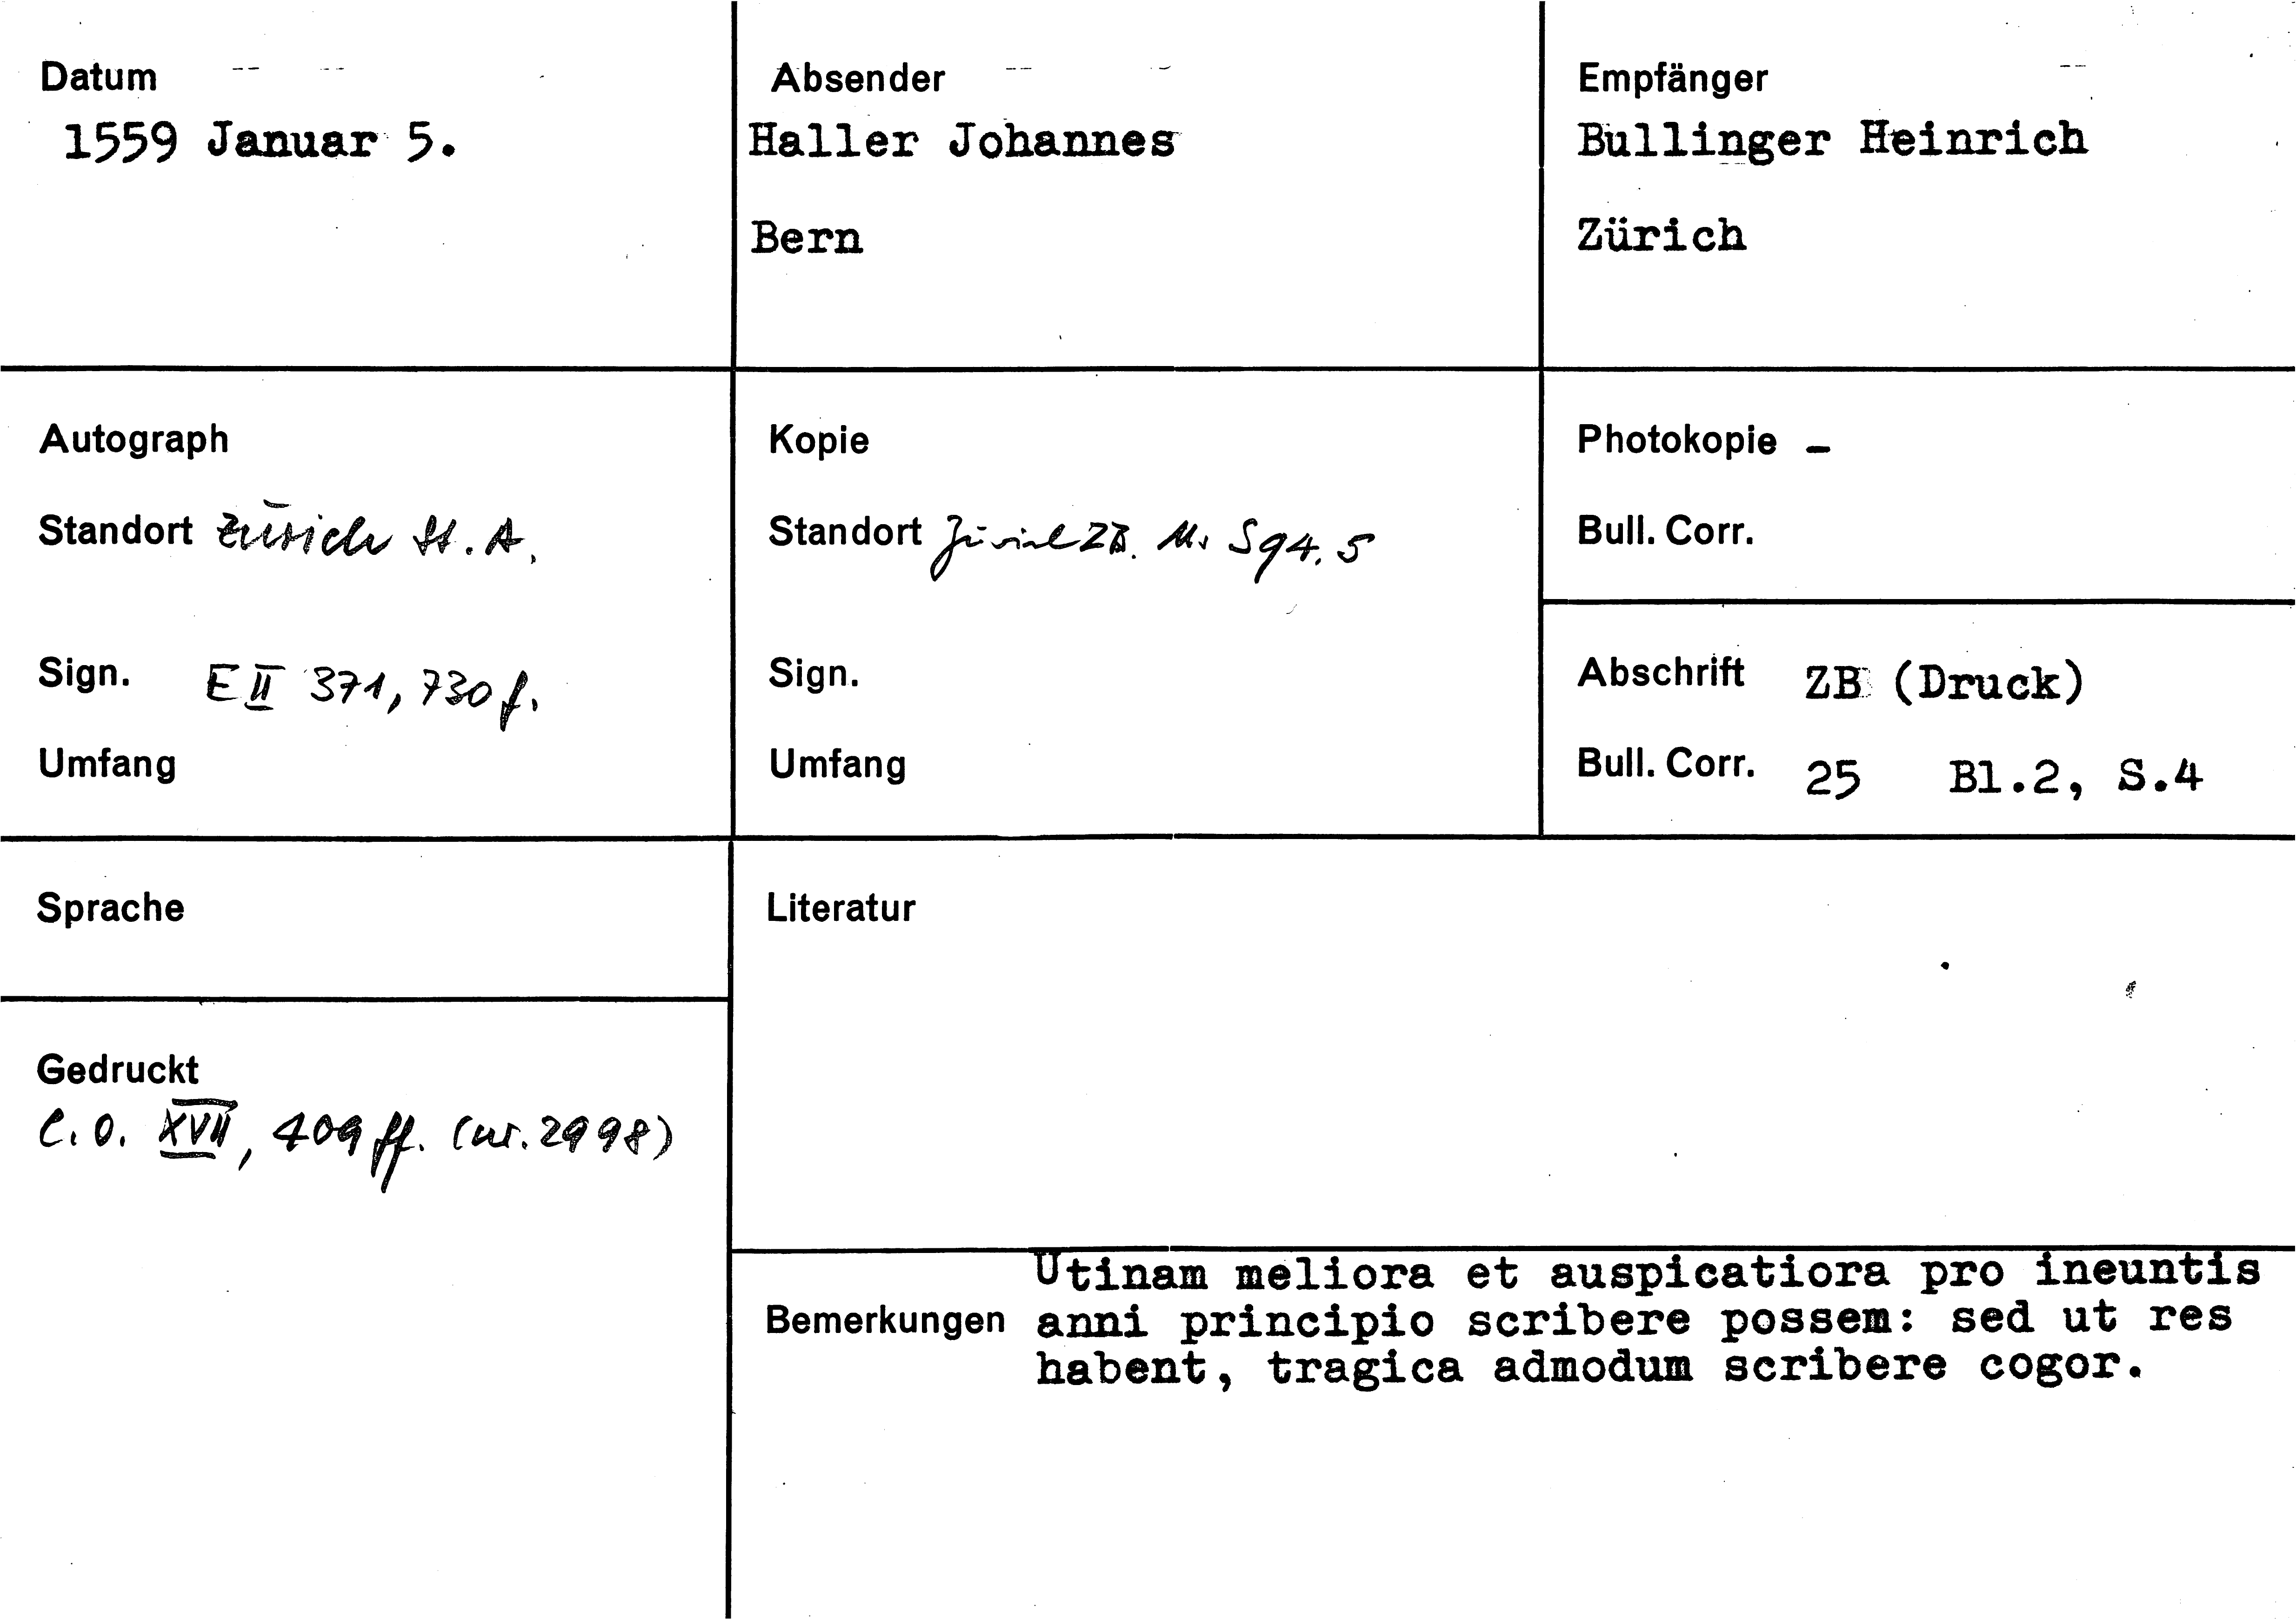 Datum
1559 Januar 5.
Absender
Haller Johannes
Bern
Empfänger
Bullinger Heinrich
Zürich
Autograph
Standort Zürich St. A.
Sign. E II 371, 730 f.
Umfang
Kopie
Standort Zürich ZB. Ms S 94. 5
Sign.
Umfang
Photokopie –
Bull. Corr.
Abschrift ZB (Druck)
Bull. Corr. 25 Bl.2, S.4
Sprache
Literatur
Gedruckt
C. O. XVII, 409 ff. (nr. 2998)
Bemerkungen
Utinam meliora et auspicatiora pro ineuntis
anni principio scribere possem: sed ut res
habent, tragica admodum scribere cogor.